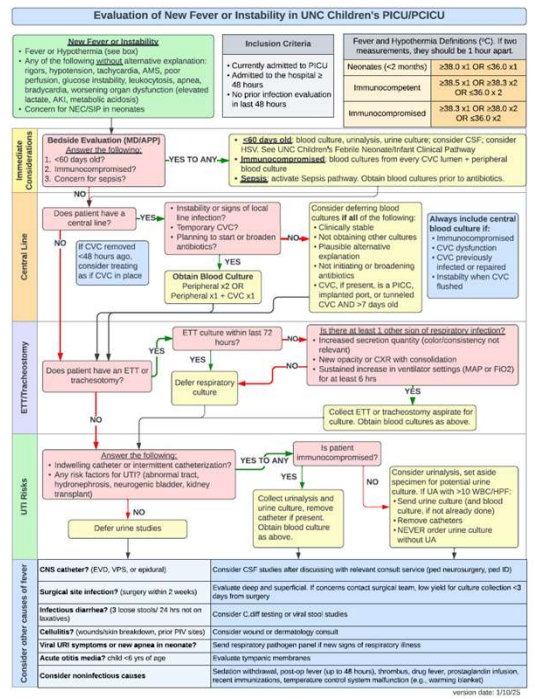 Evaluation of New Fever or Instability in UNC Children's PICU/PCICU
New Fever or Instability
• Fever or Hypothermia (see box)
• Any of the following without alternative explanation:
rigors, hypotension, tachycardia, AMS, poor
perfusion, glucose instability, leukocytosis, apnea,
bradycardia, worsening organ dysfunction (elevated
lactate, AKI, metabolic acidosis)
• Concern for NEC/SIP in neonates
Inclusion Criteria
• Currently admitted to PICU
• Admitted to the hospital ≥
48 hours
• No prior infection evaluation
in last 48 hours
Fever and Hypothermia Definitions (°C). If two
measurements, they should be 1 hour apart.
Neonates (<2 months)
≥38.0 x1 OR ≤36.0 x1
Immunocompetent
≥38.5 x1 OR ≥38.3 x2
OR ≤36.0 x 2
Immunocompromised
≥38.3 x1 OR ≥38.0 x2
OR ≤36.0 x2
Immediate
Considerations
Bedside Evaluation (MD/APP)
Answer the following:
1. <60 days old?
2. Immunocompromised?
3. Concern for sepsis?
YES TO ANY
• <60 days old: blood culture, urinalysis, urine culture; consider CSF; consider
HSV. See UNC Children's Febrile Neonate/Infant Clinical Pathway
• Immunocompromised: blood cultures from every CVC lumen + peripheral
blood culture
• Sepsis: activate Sepsis pathway. Obtain blood cultures prior to antibiotics.
NO
Central Line
Does patient have a
central line?
YES
• Instability or signs of local
line infection?
• Temporary CVC?
• Planning to start or broaden
antibiotics?
NO
Consider deferring blood
cultures if all of the following:
• Clinically stable
• Not obtaining other cultures
• Plausible alternative
explanation
• Not initiating or broadening
antibiotics
• CVC, if present, is a PICC,
implanted port, or tunneled
CVC AND >7 days old
Always include central
blood culture if:
• Immunocompromised
• CVC dysfunction
• CVC previously
infected or repaired
• Instability when CVC
flushed
NO
If CVC removed
<48 hours ago,
consider treating
as if CVC in place
YES
Obtain Blood Culture
Peripheral x2 OR
Peripheral x1 + CVC x1
ETT/Tracheostomy
Does patient have an ETT or
trachesotomy?
YES
ETT culture within last 72
hours?
YES
NO
Defer respiratory
culture
Is there at least 1 other sign of respiratory infection?
• Increased secretion quantity (color/consistency not
relevant)
• New opacity or CXR with consolidation
• Sustained increase in ventilator settings (MAP or FiO2)
for at least 6 hrs
NO
YES
Collect ETT or tracheostomy aspirate for
culture. Obtain blood cultures as above.
NO
UTI Risks
Answer the following:
• Indwelling catheter or intermittent catheterization?
• Any risk factors for UTI? (abnormal tract,
hydronephrosis, neurogenic bladder, kidney
transplant)
YES TO ANY
Is patient
immunocompromised?
YES
NO
NO
Defer urine studies
Collect urinalysis and
urine culture, remove
catheter if present.
Obtain blood culture
as above.
Consider urinalysis, set aside
specimen for potential urine
culture. If UA with >10 WBC/HPF:
• Send urine culture (and blood
culture, if not already done)
• Remove catheters
• NEVER order urine culture
without UA
Consider other causes of fever
CNS catheter? (EVD, VPS, or epidural)
Consider CSF studies after discussing with relevant consult service (ped neurosurgery, ped ID)
Surgical site infection? (surgery within 2 weeks)
Evaluate deep and superficial. If concerns contact surgical team, low yield for culture collection <3
days from surgery
Infectious diarrhea? (3 loose stools/ 24 hrs not on
laxatives)
Consider C.diff testing or viral stool studies
Cellulitis? (wounds/skin breakdown, prior PIV sites)
Consider wound or dermatology consult
Viral URI symptoms or new apnea in neonate?
Send respiratory pathogen panel if new signs of respiratory illness
Acute otitis media? child <6 yrs of age
Evaluate tympanic membranes
Consider noninfectious causes
Sedation withdrawal, post-op fever (up to 48 hours), thrombus, drug fever, prostaglandin infusion,
recent immunizations, temperature control system malfunction (e.g., warming blanket)
version date: 1/10/25